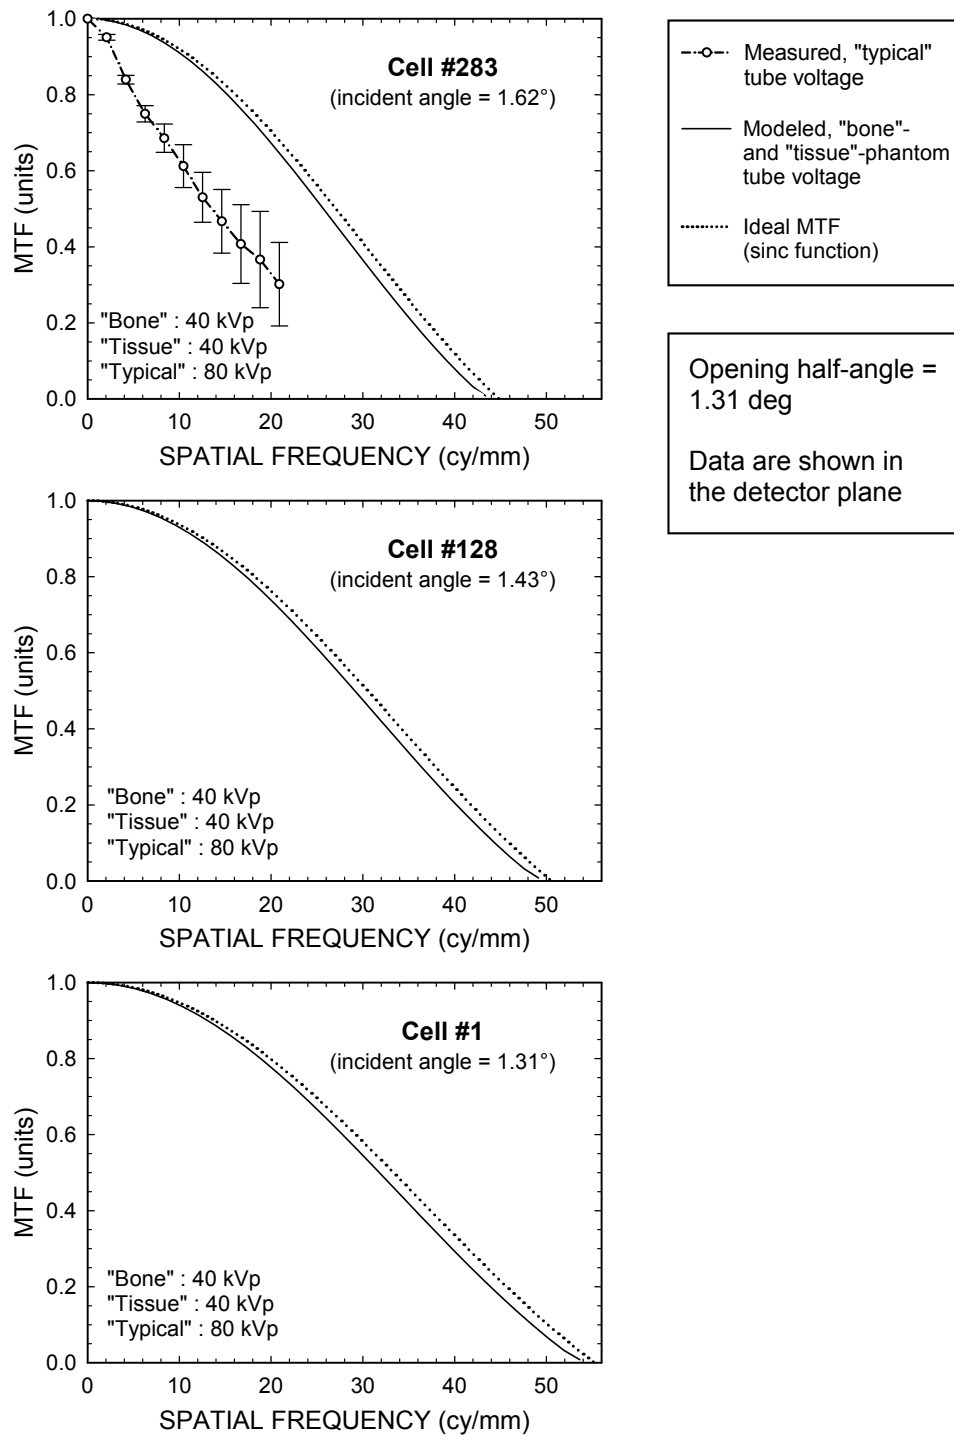 1.0
0.8
0.6
0.4
0.2
0.0
MTF (units)
Cell #283
(incident angle = 1.62°)
"Bone" : 40 kVp
"Tissue" : 40 kVp
"Typical" : 80 kVp
0 10 20 30 40 50
SPATIAL FREQUENCY (cy/mm)
Measured, "typical"
tube voltage
Modeled, "bone"-
and "tissue"-phantom
tube voltage
Ideal MTF
(sinc function)
Opening half-angle =
1.31 deg
Data are shown in
the detector plane
1.0
0.8
0.6
0.4
0.2
0.0
MTF (units)
Cell #128
(incident angle = 1.43°)
"Bone" : 40 kVp
"Tissue" : 40 kVp
"Typical" : 80 kVp
0 10 20 30 40 50
SPATIAL FREQUENCY (cy/mm)
1.0
0.8
0.6
0.4
0.2
0.0
MTF (units)
Cell #1
(incident angle = 1.31°)
"Bone" : 40 kVp
"Tissue" : 40 kVp
"Typical" : 80 kVp
0 10 20 30 40 50
SPATIAL FREQUENCY (cy/mm)